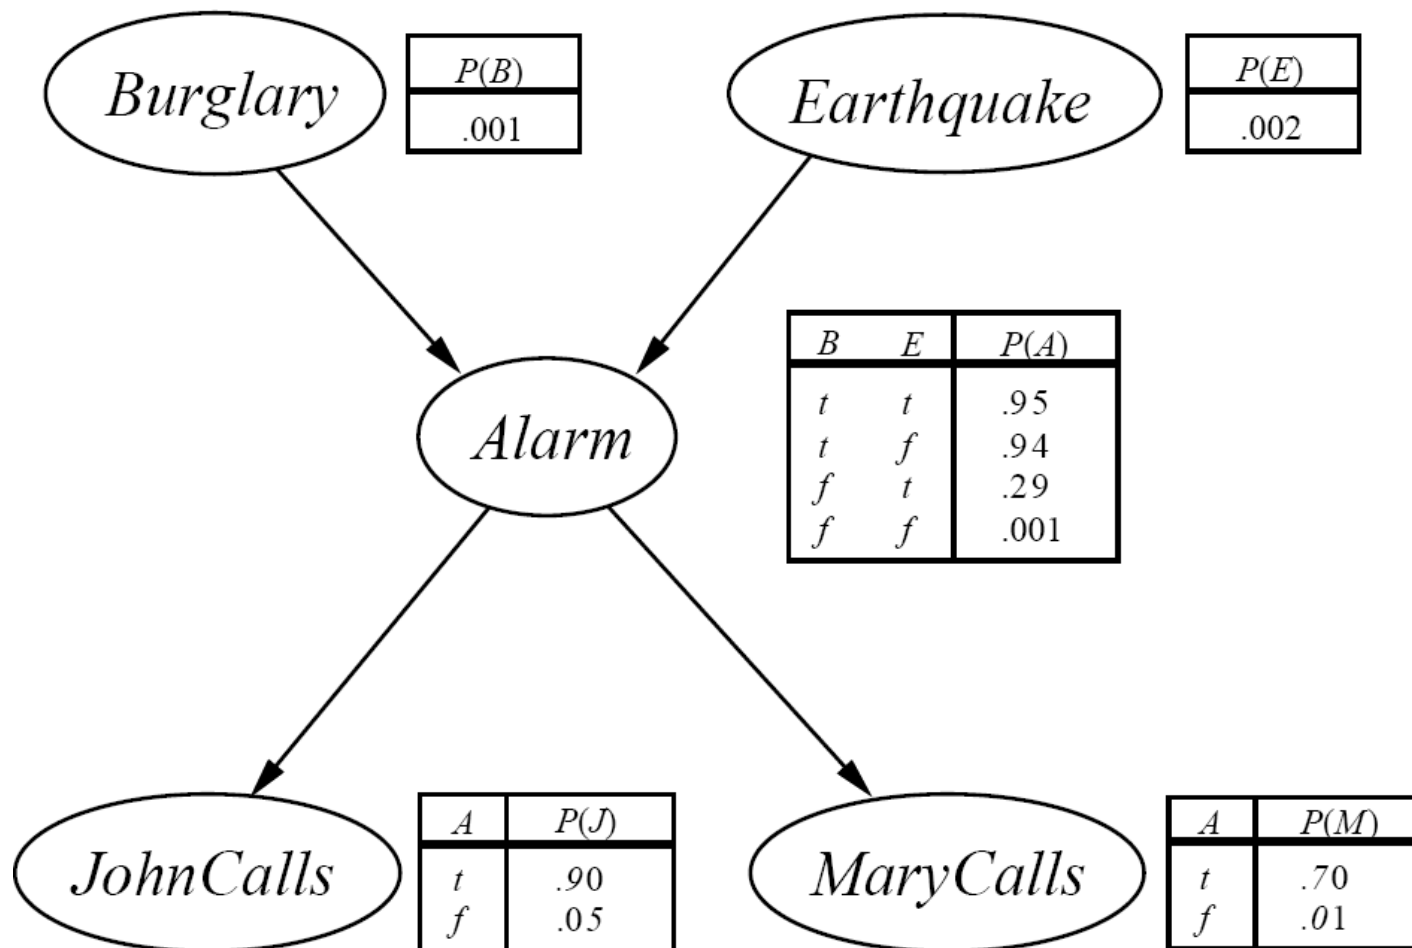 Burglary
P(B)
.001
Earthquake
P(E)
.002
B E P(A)
t t .95
t f .94
f t .29
f f .001
Alarm
JohnCalls
A P(J)
t .90
f .05
MaryCalls
A P(M)
t .70
f .01